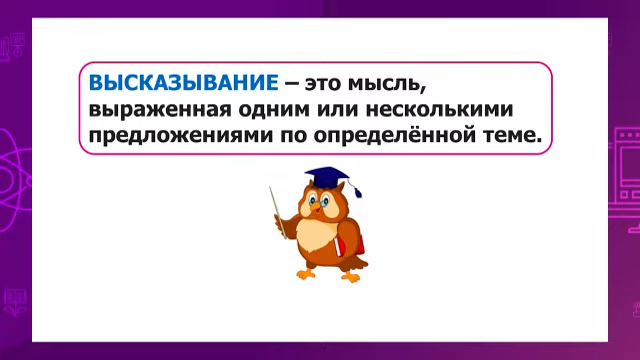 ВЫСКАЗЫВАНИЕ – это мысль,
выраженная одним или несколькими
предложениями по определённой теме.